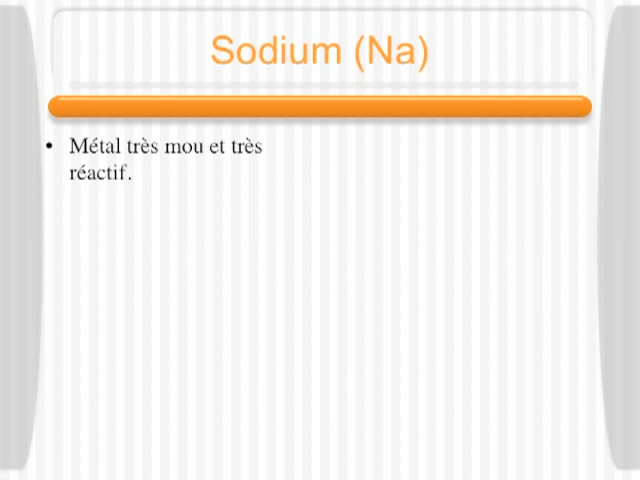 Sodium (Na)
• Métal très mou et très
réactif.